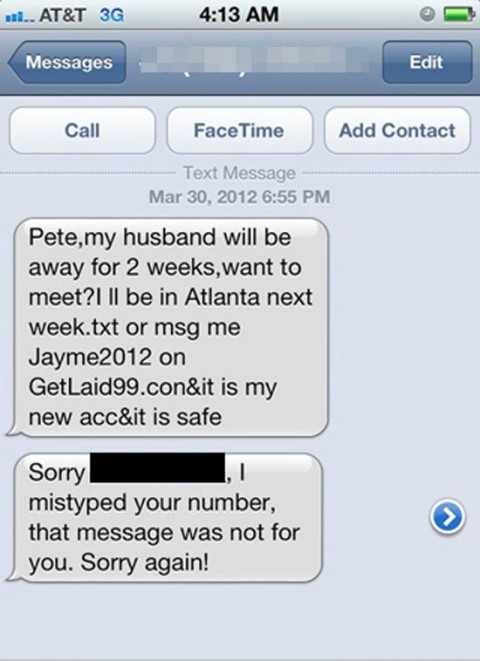 AT&T 3G 4:13 AM
Messages Edit
Call FaceTime Add Contact
Text Message
Mar 30, 2012 6:55 PM
Pete,my husband will be
away for 2 weeks,want to
meet?I ll be in Atlanta next
week.txt or msg me
Jayme2012 on
GetLaid99.con&it is my
new acc&it is safe
Sorry , I
mistyped your number,
that message was not for
you. Sorry again!